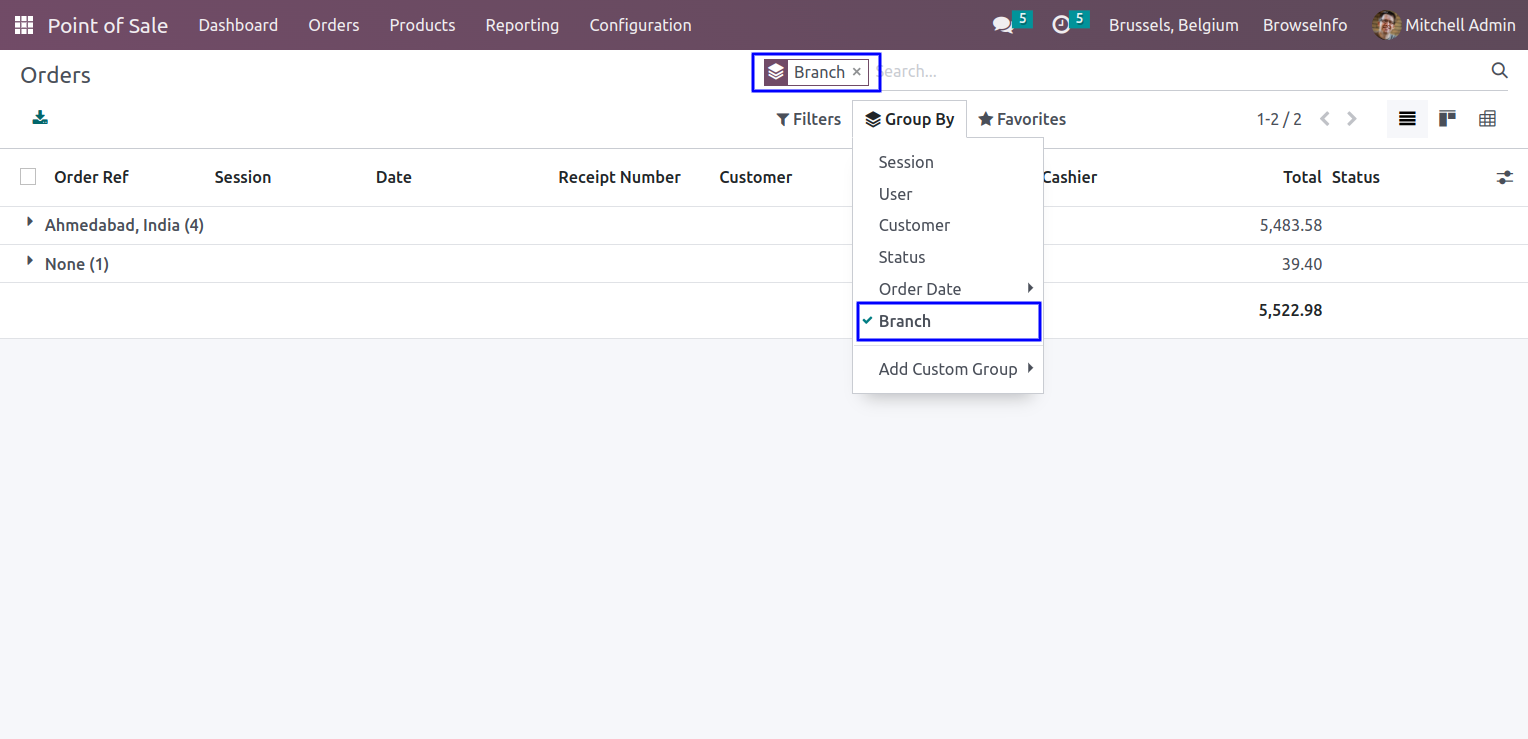 Point of Sale Dashboard Orders Products Reporting Configuration 5 5 Brussels, Belgium BrowseInfo Mitchell Admin
Orders Branch × Search...
Filters Group By Favorites 1-2 / 2
Session
Order Ref Session Date Receipt Number Customer Cashier Total Status
User
Ahmedabad, India (4) Customer 5,483.58
Status
None (1) 39.40
Order Date
Branch 5,522.98
Add Custom Group